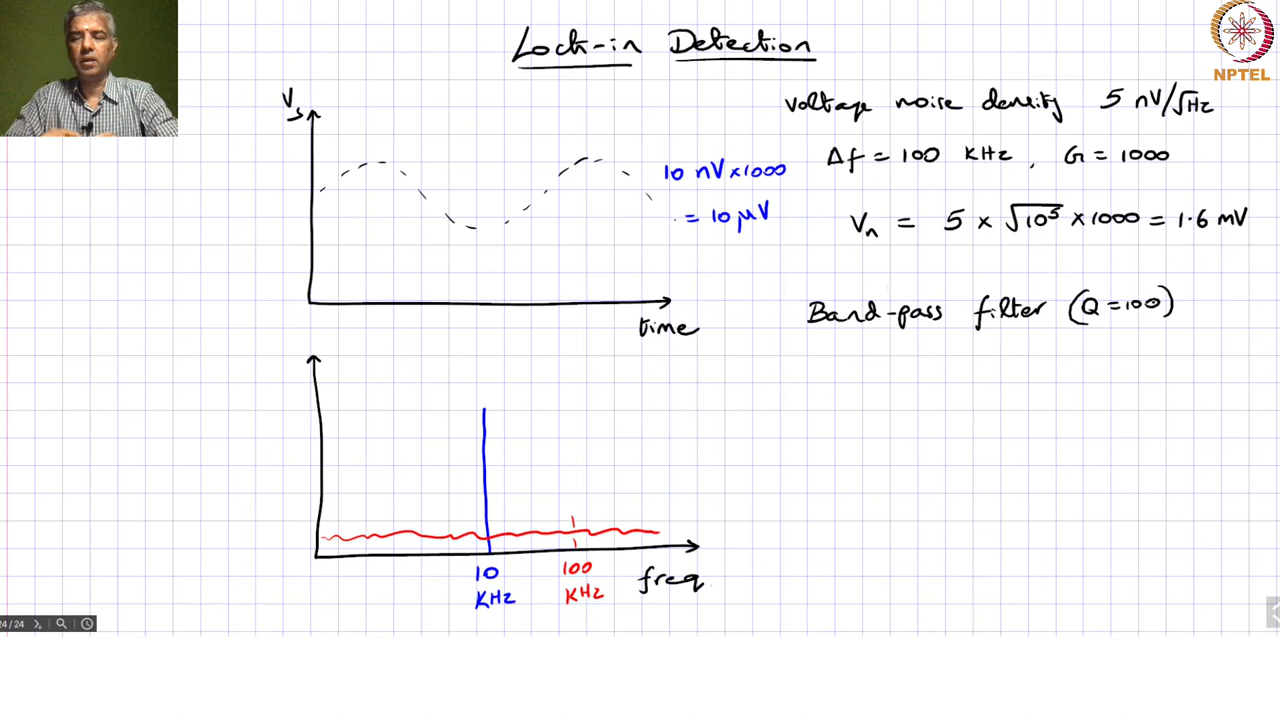 Lock-in Detection
NPTEL
Vs
voltage noise density 5 nV/√Hz
10 nV×1000
= 10 μV
Δf = 100 KHz, G = 1000
Vn = 5 × √10⁵ × 1000 = 1.6 mV
time
Band-pass filter (Q=100)
10
KHz
100
KHz
freq
24/24